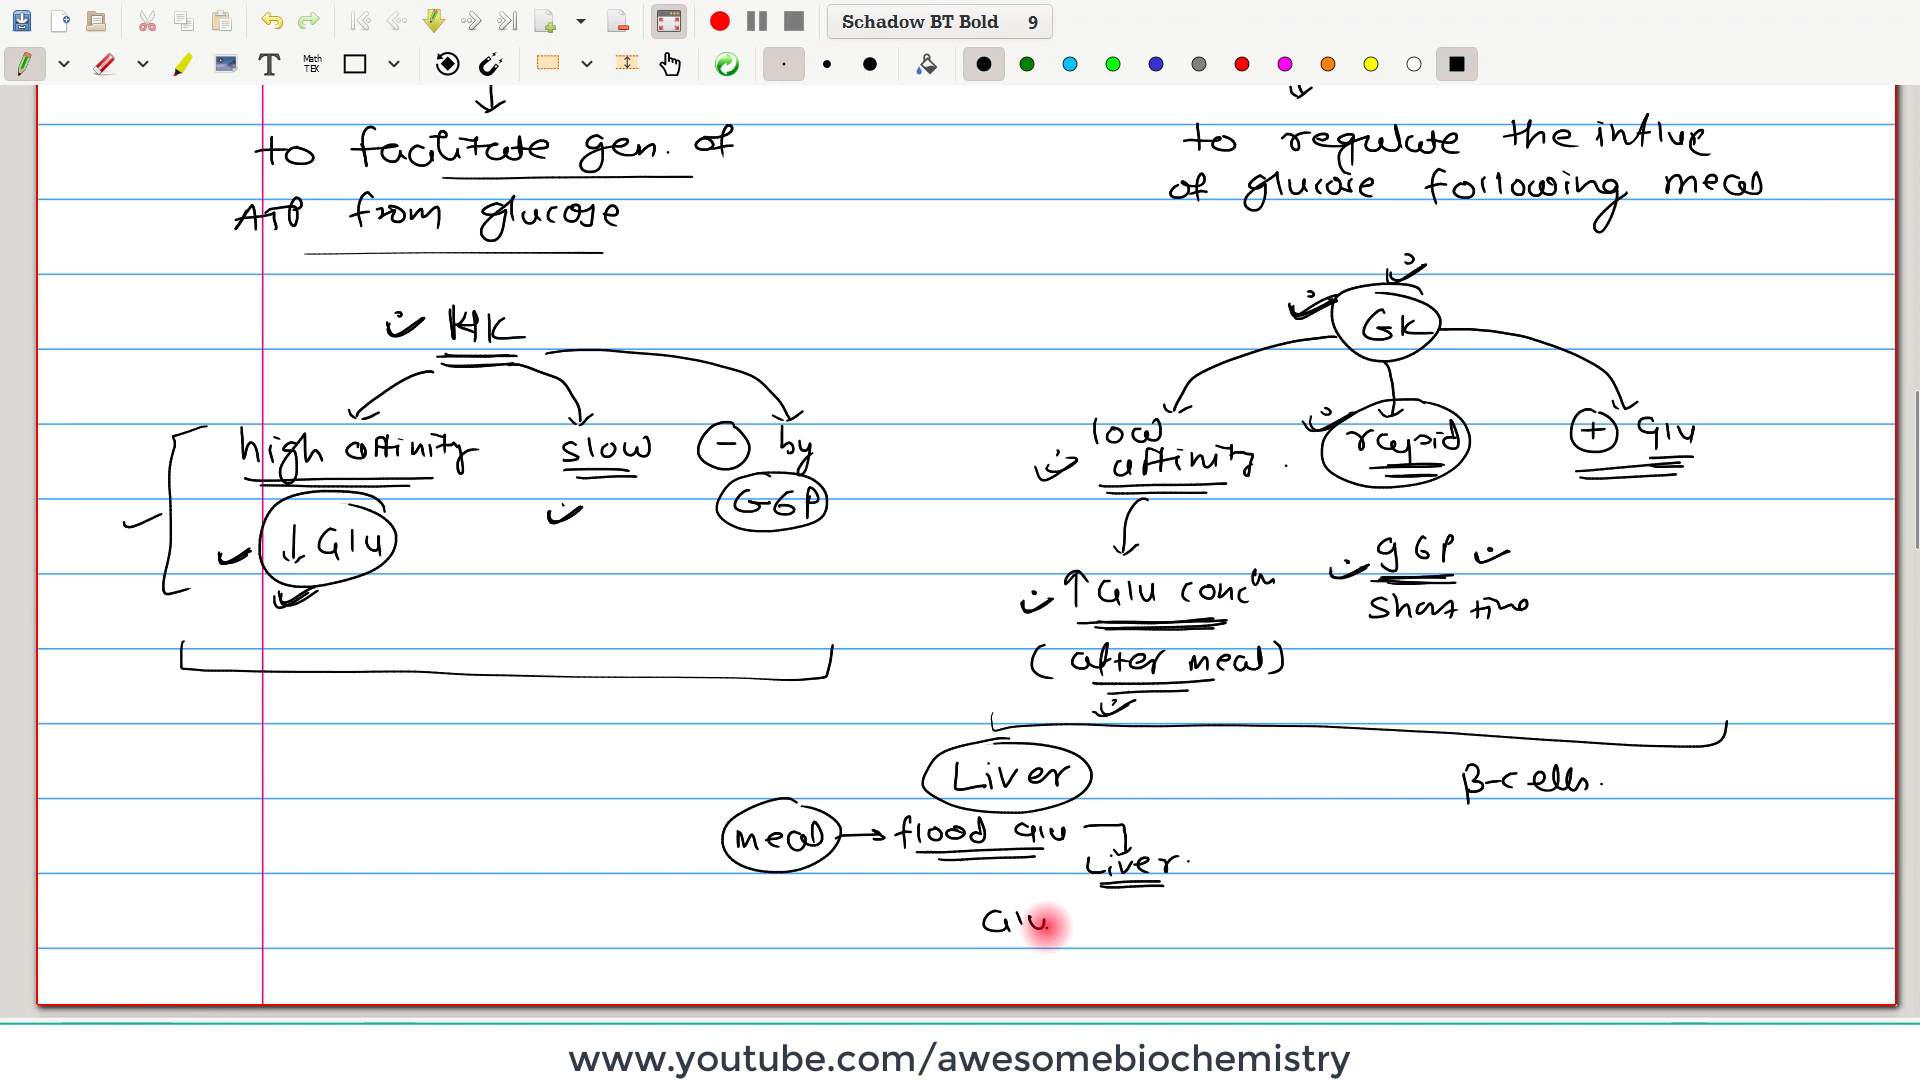 Schadow BT Bold 9
Math
TEX
to facilitate gen. of
ATP from glucose
to regulate the influx
of glucose following meal
HK
high affinity
slow
- by
G6P
↓ Glu
GK
low
affinity
rapid
+ Glu
↑ Glu concn
(after meal)
G6P
short time
Liver
β-cells.
meal → flood Glu
Liver.
Glu
www.youtube.com/awesomebiochemistry